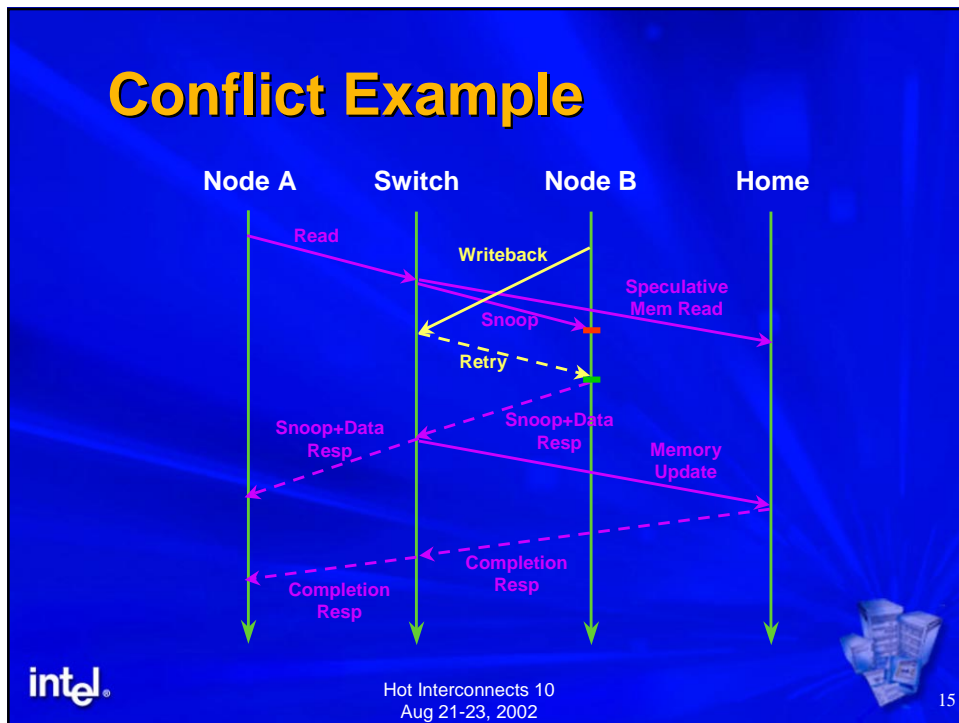 Conflict Example
Node A Switch Node B Home
Read
Writeback
Speculative
Mem Read
Snoop
Retry
Snoop+Data
Resp
Snoop+Data
Resp
Memory
Update
Completion
Resp
Completion
Resp
intel®
Hot Interconnects 10
Aug 21-23, 2002
15